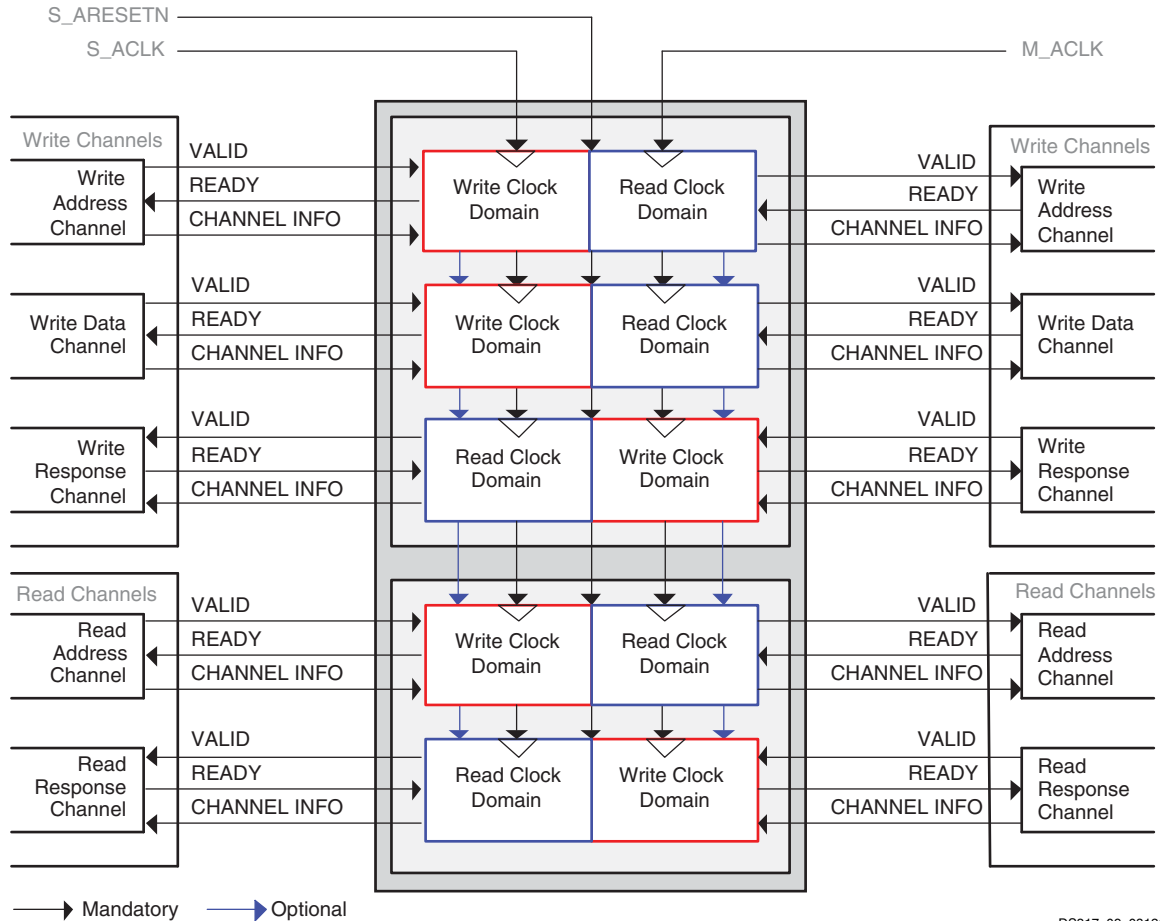 S_ARESETN
S_ACLK
M_ACLK
Write Channels
Write
Address
Channel
VALID
READY
CHANNEL INFO
Write Clock
Domain
Read Clock
Domain
VALID
READY
CHANNEL INFO
Write Channels
Write
Address
Channel
Write Data
Channel
VALID
READY
CHANNEL INFO
Write Clock
Domain
Read Clock
Domain
VALID
READY
CHANNEL INFO
Write Data
Channel
Write
Response
Channel
VALID
READY
CHANNEL INFO
Read Clock
Domain
Write Clock
Domain
VALID
READY
CHANNEL INFO
Write
Response
Channel
Read Channels
Read
Address
Channel
VALID
READY
CHANNEL INFO
Write Clock
Domain
Read Clock
Domain
VALID
READY
CHANNEL INFO
Read Channels
Read
Address
Channel
Read
Response
Channel
VALID
READY
CHANNEL INFO
Read Clock
Domain
Write Clock
Domain
VALID
READY
CHANNEL INFO
Read
Response
Channel
Mandatory
Optional